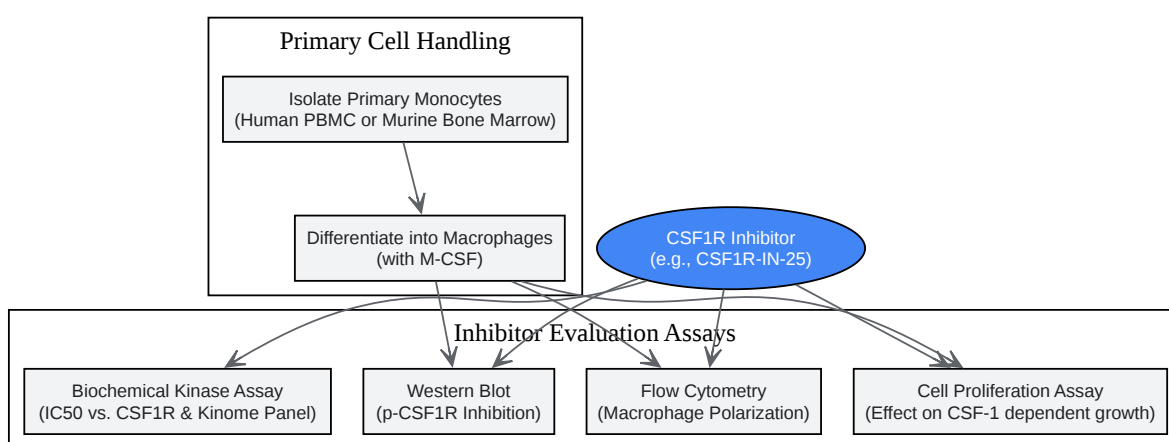 Primary Cell Handling
Isolate Primary Monocytes
(Human PBMC or Murine Bone Marrow)
Differentiate into Macrophages
(with M-CSF)
CSF1R Inhibitor
(e.g., CSF1R-IN-25)
Inhibitor Evaluation Assays
Biochemical Kinase Assay
(IC50 vs. CSF1R & Kinome Panel)
Western Blot
(p-CSF1R Inhibition)
Flow Cytometry
(Macrophage Polarization)
Cell Proliferation Assay
(Effect on CSF-1 dependent growth)